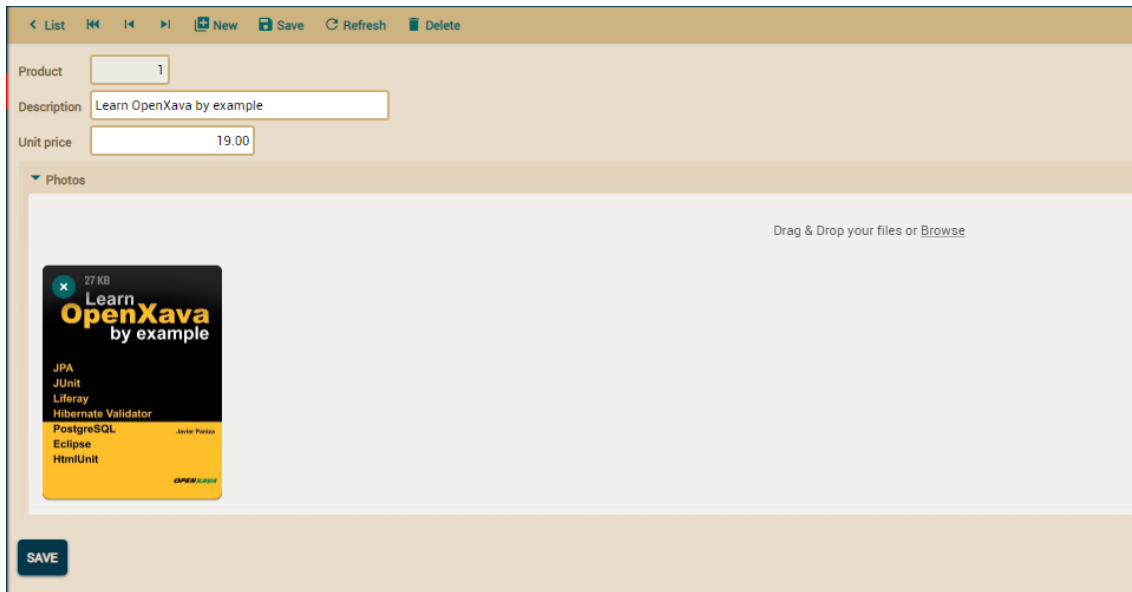 List New Save Refresh Delete
Product 1
Description Learn OpenXava by example
Unit price 19.00
Photos
Drag & Drop your files or Browse
27 KB
Learn
OpenXava
by example
JPA
JUnit
Liferay
Hibernate Validator
PostgreSQL Javier Paniza
Eclipse
HtmlUnit
OPENXAVA
SAVE